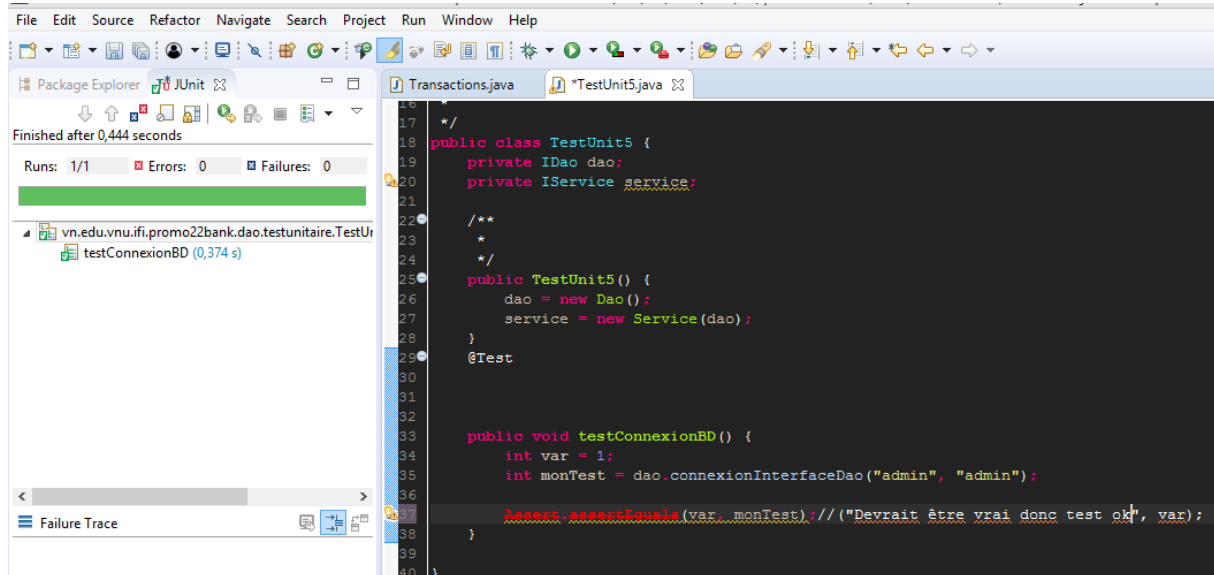 File Edit Source Refactor Navigate Search Project Run Window Help
Package Explorer JUnit
Finished after 0,444 seconds
Runs: 1/1 Errors: 0 Failures: 0
vn.edu.vnu.ifi.promo22bank.dao.testunitaire.TestUr
testConnexionBD (0,374 s)
Failure Trace
Transactions.java *TestUnit5.java
16 *
17 */
18 public class TestUnit5 {
19 private IDao dao;
20 private IService service;
21
22 /**
23 *
24 */
25 public TestUnit5() {
26 dao = new Dao();
27 service = new Service(dao);
28 }
29 @Test
30
31
32
33 public void testConnexionBD() {
34 int var = 1;
35 int monTest = dao.connexionInterfaceDao("admin", "admin");
36
37 Assert.assertEquals(var, monTest);//("Devrait être vrai donc test ok", var);
38 }
39
40 }